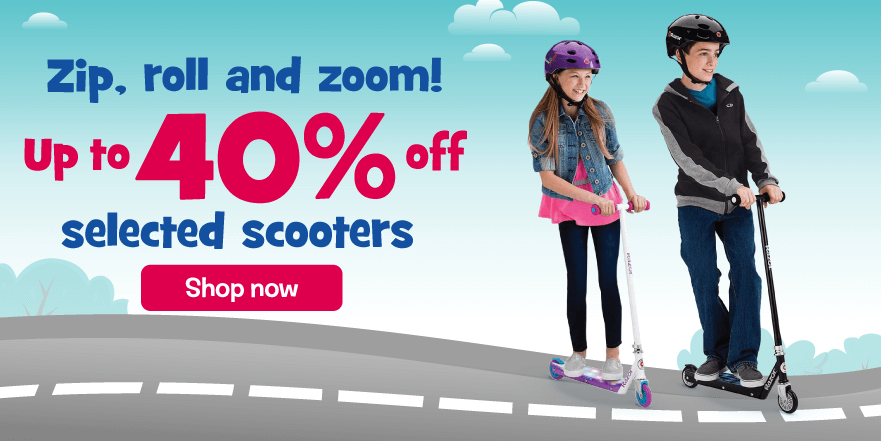 Zip, roll and zoom!
Up to 40% off
selected scooters
Shop now